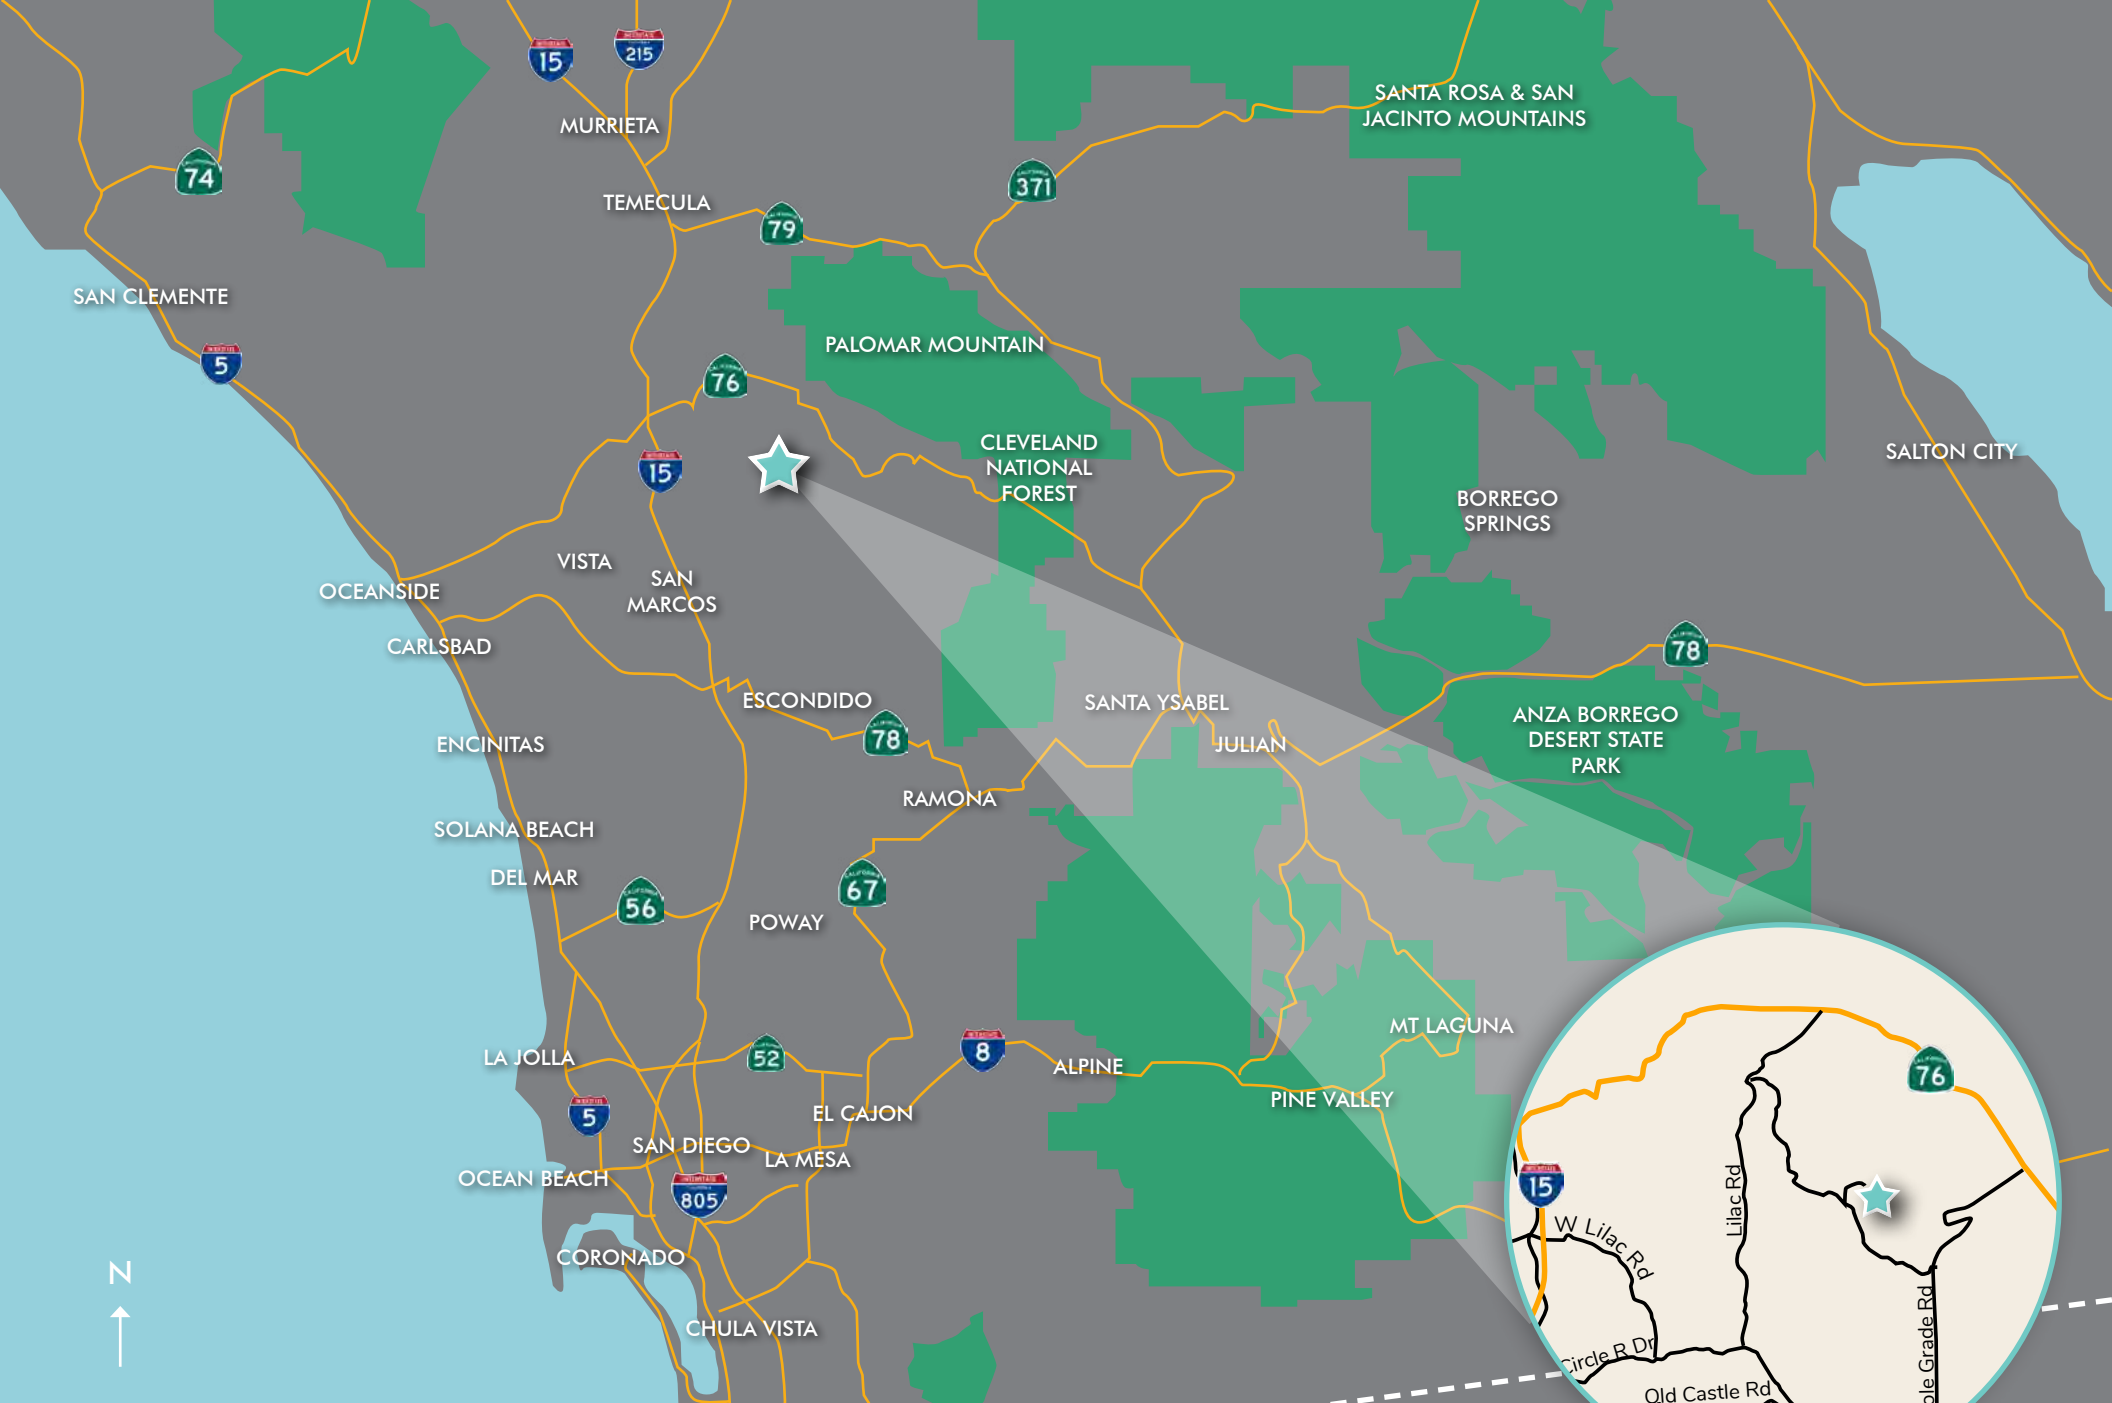 15
INTERSTATE
215
MURRIETA
SANTA ROSA & SAN
JACINTO MOUNTAINS
74
371
TEMECULA
79
SAN CLEMENTE
5
PALOMAR MOUNTAIN
76
CLEVELAND
NATIONAL
FOREST
15
SALTON CITY
BORREGO
SPRINGS
VISTA
SAN
MARCOS
OCEANSIDE
CARLSBAD
78
ESCONDIDO
78
SANTA YSABEL
ANZA BORREGO
DESERT STATE
PARK
ENCINITAS
JULIAN
RAMONA
SOLANA BEACH
DEL MAR
56
67
POWAY
MT LAGUNA
LA JOLLA
52
8
ALPINE
PINE VALLEY
5
EL CAJON
SAN DIEGO
LA MESA
OCEAN BEACH
805
CORONADO
CHULA VISTA
N
76
15
Lilac Rd
W Lilac Rd
Circle R Dr
Old Castle Rd
Grade Rd